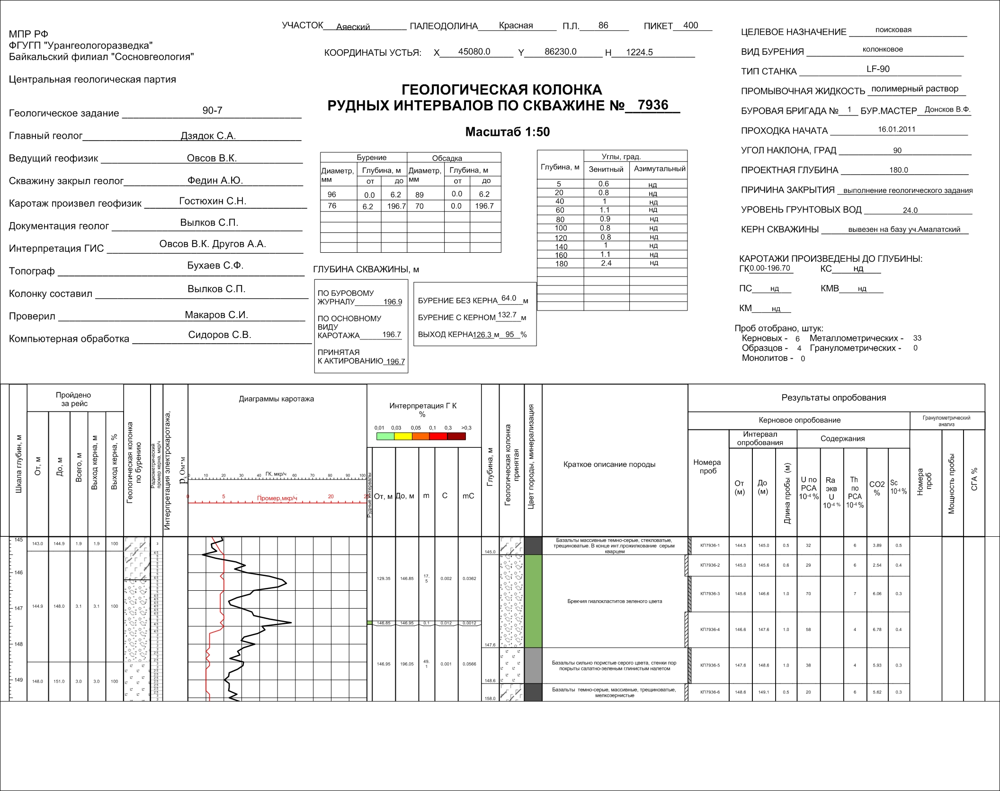 МПР РФ
ФГУГП "Урангеологоразведка"
Байкальский филиал "Сосновгеология"
Центральная геологическая партия
Геологическое задание 90-7
Главный геолог Дзядок С.А.
Ведущий геофизик Овсов В.К.
Скважину закрыл геолог Федин А.Ю.
Каротаж произвел геофизик Гостюхин С.Н.
Документация геолог Вылков С.П.
Интерпретация ГИС Овсов В.К. Другов А.А.
Топограф Бухаев С.Ф.
Колонку составил Вылков С.П.
Проверил Макаров С.И.
Компьютерная обработка Сидоров С.В.
УЧАСТОК Аяеский ПАЛЕОДОЛИНА Красная П.Л. 86 ПИКЕТ 400
КООРДИНАТЫ УСТЬЯ: X 45080.0 Y 86230.0 H 1224.5
ГЕОЛОГИЧЕСКАЯ КОЛОНКА
РУДНЫХ ИНТЕРВАЛОВ ПО СКВАЖИНЕ № 7936
Масштаб 1:50
Бурение Обсадка
Диаметр, мм Глубина, м Диаметр, мм Глубина, м
от до от до
96 0.0 6.2 89 0.0 6.2
76 6.2 196.7 70 0.0 196.7
Глубина, м Углы, град.
Зенитный Азимутальный
5 0.6 нд
20 0.8 нд
40 1 нд
60 1.1 нд
80 0.9 нд
100 0.8 нд
120 0.8 нд
140 1 нд
160 1.1 нд
180 2.4 нд
ГЛУБИНА СКВАЖИНЫ, м
ПО БУРОВОМУ
ЖУРНАЛУ 196.9
ПО ОСНОВНОМУ
ВИДУ
КАРОТАЖА 196.7
ПРИНЯТАЯ
К АКТИРОВАНИЮ 196.7
БУРЕНИЕ БЕЗ КЕРНА 64.0 м
БУРЕНИЕ С КЕРНОМ 132.7 м
ВЫХОД КЕРНА 126.3 м 95 %
ЦЕЛЕВОЕ НАЗНАЧЕНИЕ поисковая
ВИД БУРЕНИЯ колонковое
ТИП СТАНКА LF-90
ПРОМЫВОЧНАЯ ЖИДКОСТЬ полимерный раствор
БУРОВАЯ БРИГАДА № 1 БУР.МАСТЕР Донсков В.Ф.
ПРОХОДКА НАЧАТА 16.01.2011
УГОЛ НАКЛОНА, ГРАД 90
ПРОЕКТНАЯ ГЛУБИНА 180.0
ПРИЧИНА ЗАКРЫТИЯ выполнение геологического задания
УРОВЕНЬ ГРУНТОВЫХ ВОД 24.0
КЕРН СКВАЖИНЫ вывезен на базу уч.Амалатский
КАРОТАЖИ ПРОИЗВЕДЕНЫ ДО ГЛУБИНЫ:
ГК 0.00-196.70 КС нд
ПС нд КМВ нд
КМ нд
Проб отобрано, штук:
Керновых - 6 Металлометрических - 33
Образцов - 4 Гранулометрических - 0
Монолитов - 0
Шкала глубин, м
Пройдено
за рейс
От, м
До, м
Всего, м
Выход керна, м
Выход керна, %
Геологическая колонка
по бурению
Радиометрический
промер керна, мкр/ч
Интерпретация электрокаротажа,
pk Ом*м
Диаграммы каротажа
0 10 20 30 40 ГК, мкр/ч 60 70 80 90 100
0 5 Промер,мкр/ч 20 25
Рудные интервалы
Интерпретация Г К
%
0,01 0,03 0,05 0,1 0,3 >0,3
От, м До, м m C mC
Глубина, м
Геологическая колонка
принятая
Цвет породы, минерализация
Краткое описание породы
Результаты опробования
Керновое опробование
Гранулометрический
анализ
Номера
проб
Интервал
опробования
От
(м)
До
(м)
Длина пробы (м)
Содержания
U по
РСА
10-4 %
Ra
экв
U
10-4 %
Th
по
РСА
10-4 %
CO2
%
Sc
10-4 %
Номера
проб
Мощность пробы
СГА %
145
146
147
148
149
143.0 144.9 1.9 1.9 100
144.9 148.0 3.1 3.1 100
148.0 151.0 3.0 3.0 100
129.35 146.85 17.5 0.002 0.0362
146.85 146.95 0.1 0.012 0.0012
146.95 196.05 49.1 0.001 0.0566
145.0
147.6
148.6
158.0
Базальты массивные темно-серые, стекловатые,
трещиноватые. В конце инт.прожилкование серым
кварцем
Брекчия гиалокластитов зеленого цвета
Базальты сильно пористые серого цвета, стенки пор
покрыты салатно-зеленым глинистым налетом
Базальты темно-серые, массивные, трещиноватые,
мелкозернистые
КП7936-1 144.5 145.0 0.5 32 6 3.89 0.5
КП7936-2 145.0 145.6 0.6 29 6 2.54 0.4
КП7936-3 145.6 146.6 1.0 70 7 6.06 0.3
КП7936-4 146.6 147.6 1.0 58 4 6.78 0.4
КП7936-5 147.6 148.6 1.0 38 4 5.93 0.3
КП7936-6 148.6 149.1 0.5 20 6 5.62 0.3